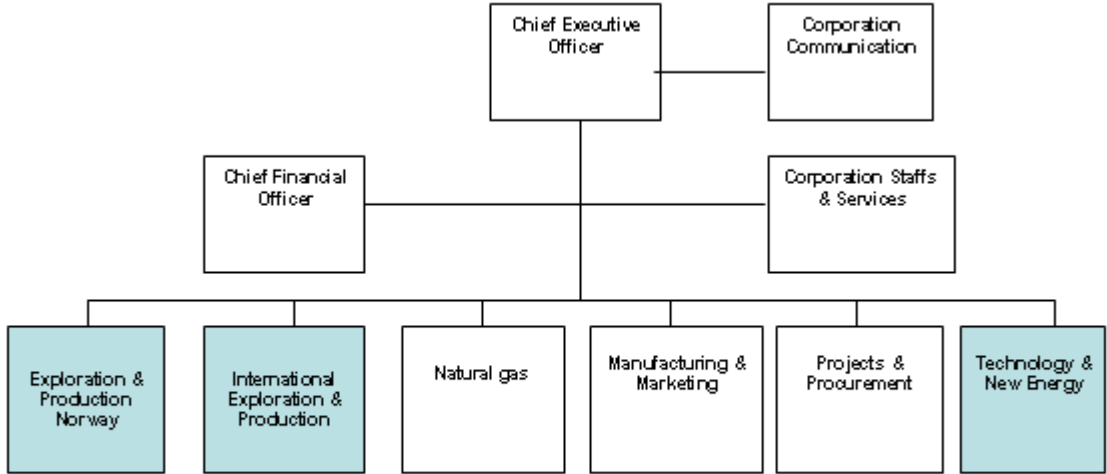 Chief Executive
Officer
Corporation
Communication
Chief Financial
Officer
Corporation Staffs
& Services
Exploration &
Production
Norway
International
Exploration &
Production
Natural gas
Manufacturing &
Marketing
Projects &
Procurement
Technology &
New Energy